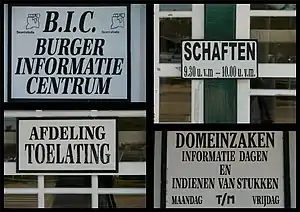 B.I.C.
BURGER
INFORMATIE
CENTRUM
AFDELING
TOELATING
SCHAFTEN
9.30 u.v.m - 10.00 u.v.m.
DOMEINZAKEN
INFORMATIE DAGEN
EN
INDIENEN VAN STUKKEN
MAANDAG T/M VRIJDAG